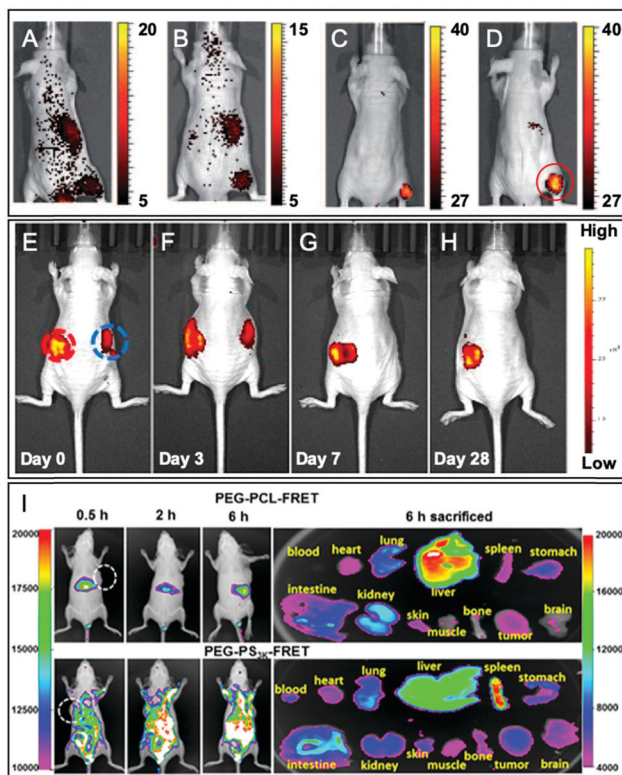 A B C D
20 15 40 40
5 5 27 27
E F G H High
Day 0 Day 3 Day 7 Day 28 Low
I PEG-PCL-FRET
0.5 h 2 h 6 h 6 h sacrificed
20000 17500 15000 12500 10000
blood heart lung liver spleen stomach
intestine kidney skin muscle bone tumor brain
PEG-PS3K-FRET
blood heart lung liver spleen stomach
intestine kidney skin muscle bone tumor brain
20000 16000 12000 8000 4000